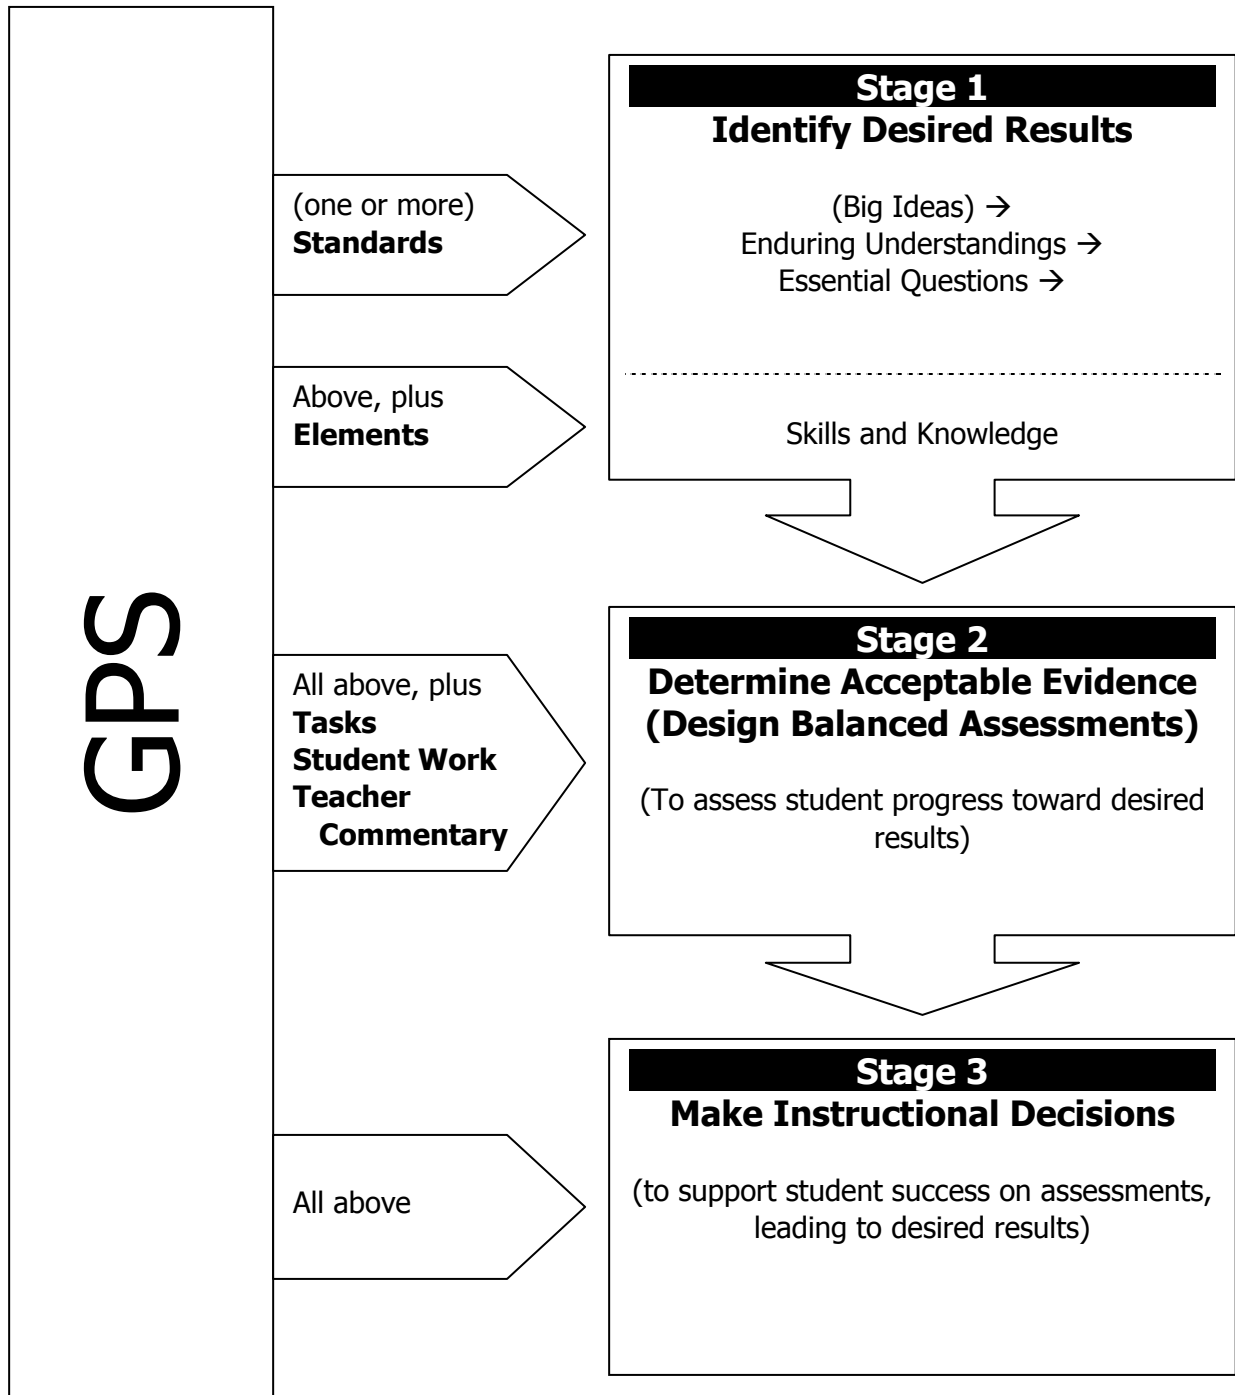 GPS
(one or more)
Standards
Above, plus
Elements
All above, plus
Tasks
Student Work
Teacher
Commentary
All above
Stage 1
Identify Desired Results
(Big Ideas) →
Enduring Understandings →
Essential Questions →
Skills and Knowledge
Stage 2
Determine Acceptable Evidence
(Design Balanced Assessments)
(To assess student progress toward desired
results)
Stage 3
Make Instructional Decisions
(to support student success on assessments,
leading to desired results)